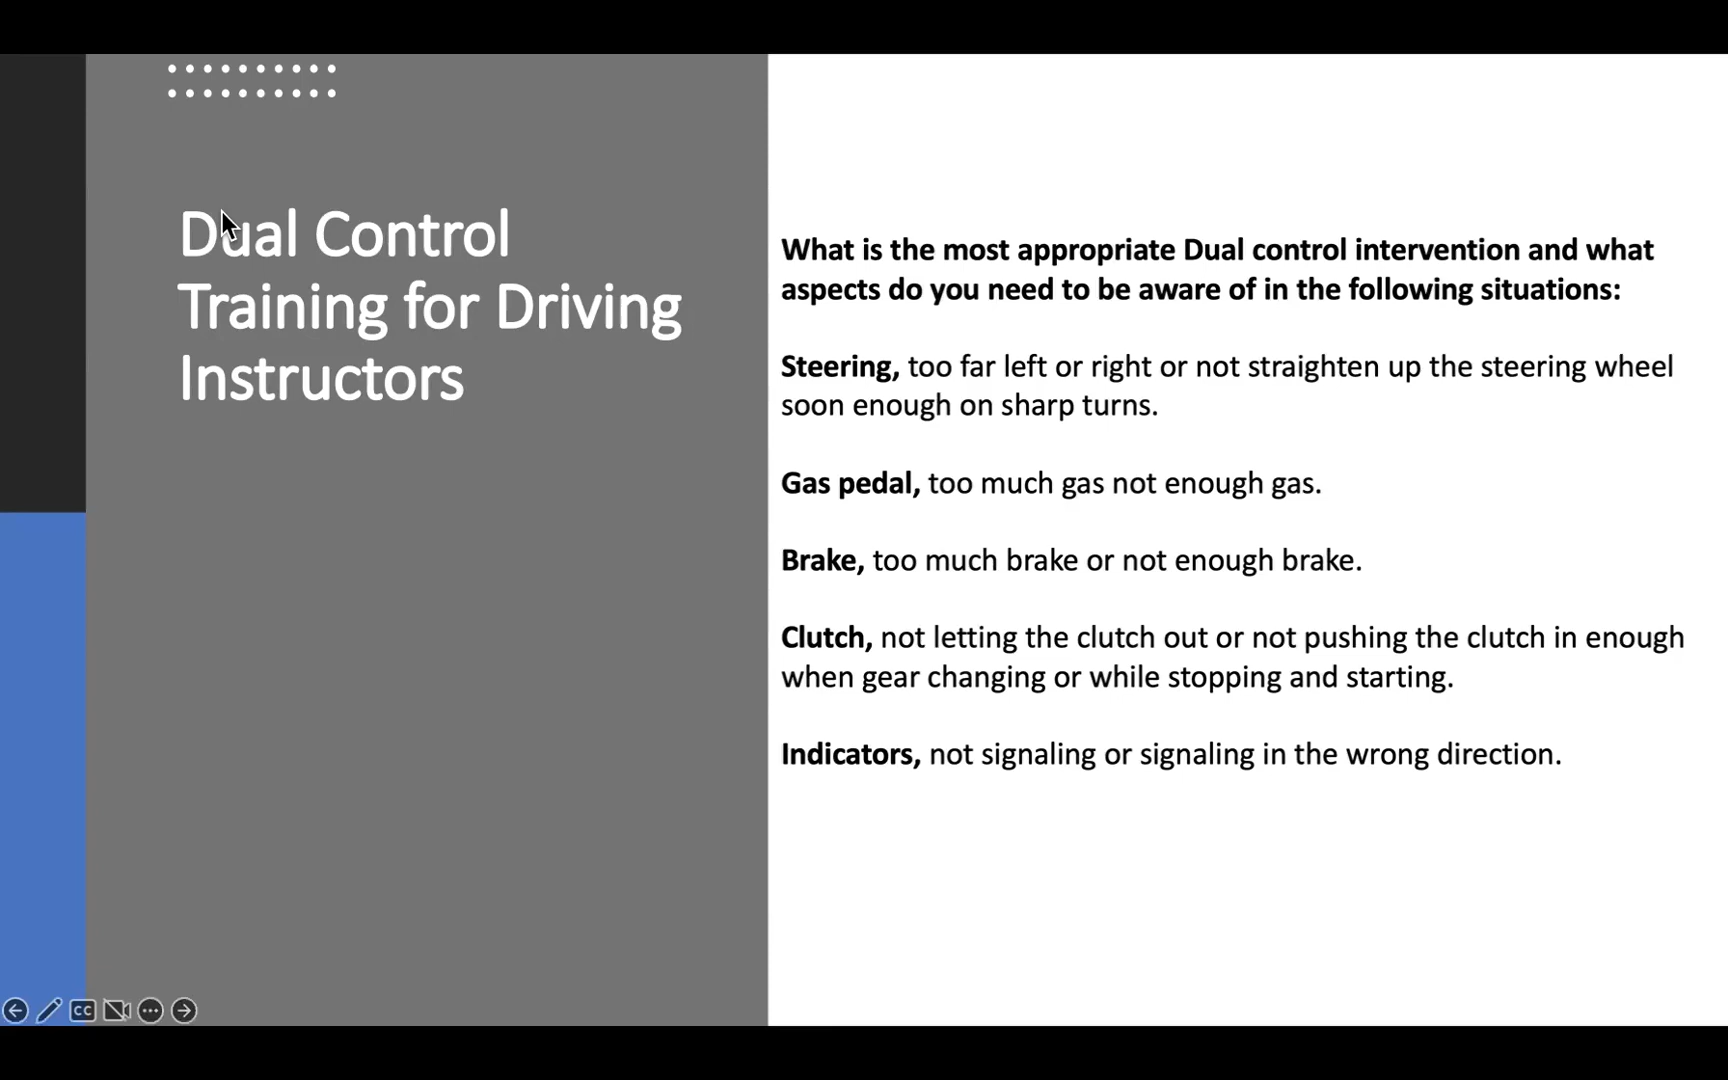 Dual Control
Training for Driving
Instructors
What is the most appropriate Dual control intervention and what
aspects do you need to be aware of in the following situations:
Steering, too far left or right or not straighten up the steering wheel
soon enough on sharp turns.
Gas pedal, too much gas not enough gas.
Brake, too much brake or not enough brake.
Clutch, not letting the clutch out or not pushing the clutch in enough
when gear changing or while stopping and starting.
Indicators, not signaling or signaling in the wrong direction.
CC